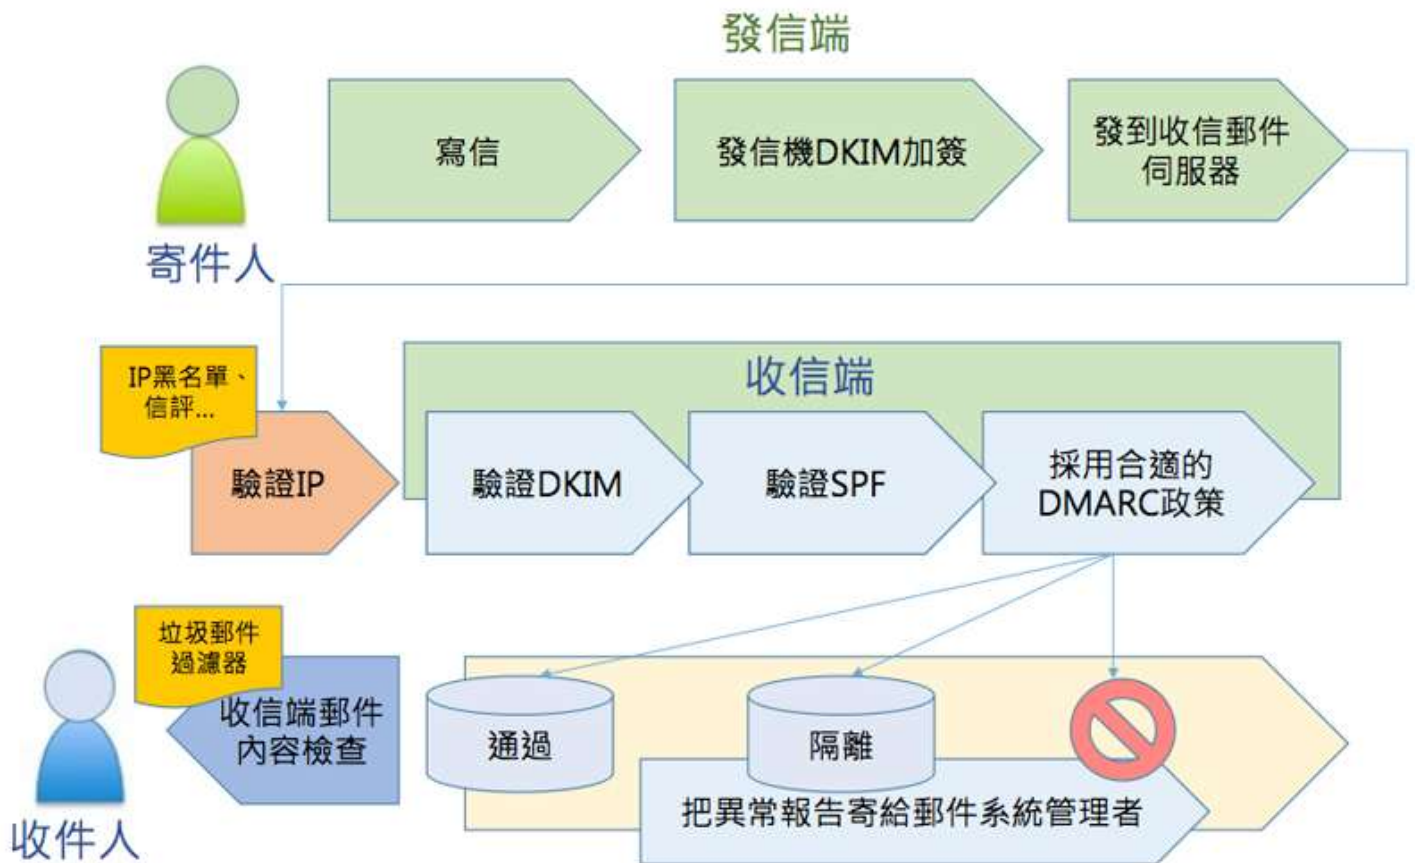 發信端
寫信
發信機DKIM加簽
發到收信郵件
伺服器
寄件人
IP黑名單、
信評...
收信端
驗證IP
驗證DKIM
驗證SPF
採用合適的
DMARC政策
垃圾郵件
過濾器
收信端郵件
內容檢查
通過
隔離
把異常報告寄給郵件系統管理者
收件人